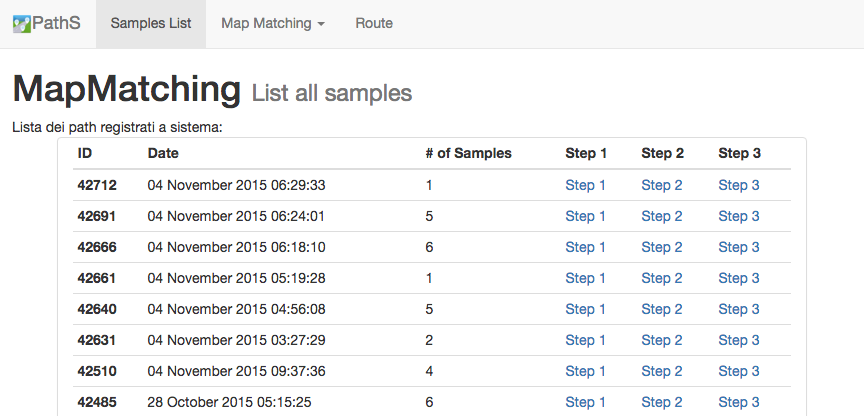 PathS Samples List Map Matching Route
MapMatching List all samples
Lista dei path registrati a sistema:
ID Date # of Samples Step 1 Step 2 Step 3
42712 04 November 2015 06:29:33 1 Step 1 Step 2 Step 3
42691 04 November 2015 06:24:01 5 Step 1 Step 2 Step 3
42666 04 November 2015 06:18:10 6 Step 1 Step 2 Step 3
42661 04 November 2015 05:19:28 1 Step 1 Step 2 Step 3
42640 04 November 2015 04:56:08 5 Step 1 Step 2 Step 3
42631 04 November 2015 03:27:29 2 Step 1 Step 2 Step 3
42510 04 November 2015 09:37:36 4 Step 1 Step 2 Step 3
42485 28 October 2015 05:15:25 6 Step 1 Step 2 Step 3